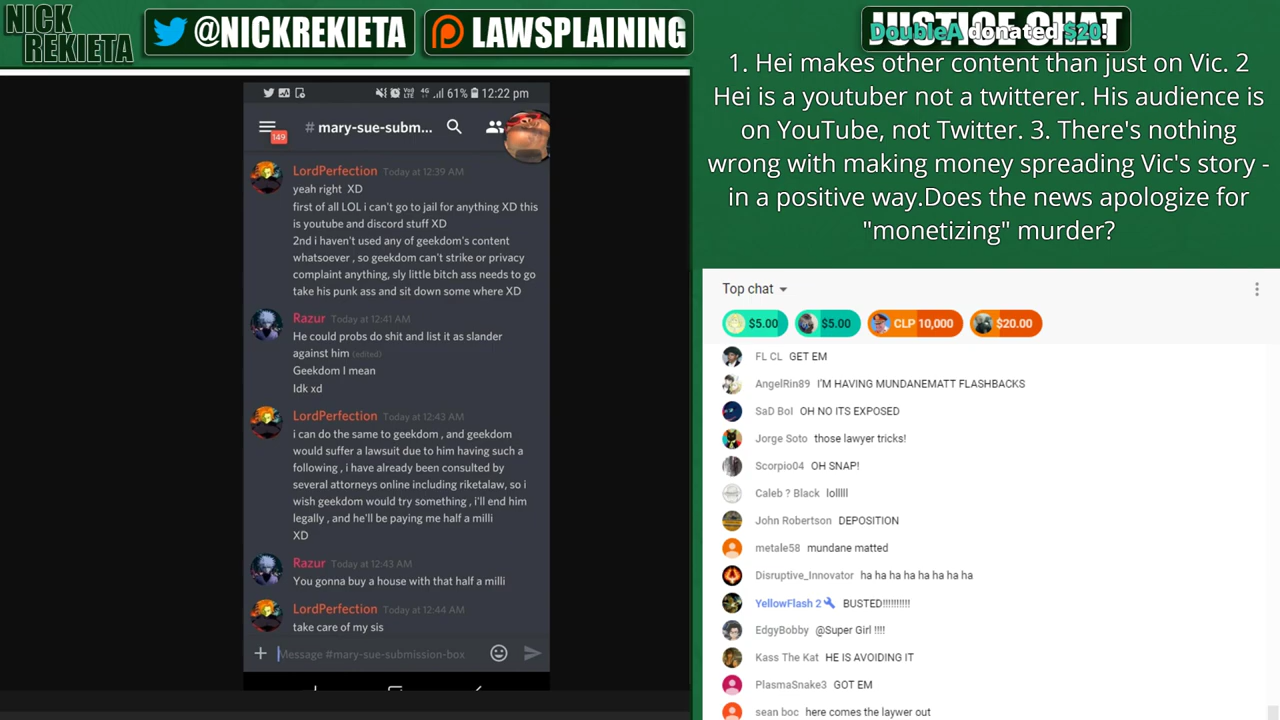 NICK
REKIETA
@NICKREKIETA
LAWSPLAINING
JUSTICE CHAT
DoubleA donated $20!
1. Hei makes other content than just on Vic. 2
Hei is a youtuber not a twitterer. His audience is
on YouTube, not Twitter. 3. There's nothing
wrong with making money spreading Vic's story -
in a positive way.Does the news apologize for
"monetizing" murder?
61% 12:22 pm
149
# mary-sue-subm...
LordPerfection Today at 12:39 AM
yeah right XD
first of all LOL i can't go to jail for anything XD this
is youtube and discord stuff XD
2nd i haven't used any of geekdom's content
whatsoever , so geekdom can't strike or privacy
complaint anything, sly little bitch ass needs to go
take his punk ass and sit down some where XD
Razur Today at 12:41 AM
He could probs do shit and list it as slander
against him (edited)
Geekdom I mean
Idk xd
LordPerfection Today at 12:43 AM
i can do the same to geekdom , and geekdom
would suffer a lawsuit due to him having such a
following , i have already been consulted by
several attorneys online including riketalaw, so i
wish geekdom would try something , i'll end him
legally , and he'll be paying me half a milli
XD
Razur Today at 12:43 AM
You gonna buy a house with that half a milli
LordPerfection Today at 12:44 AM
take care of my sis
Message #mary-sue-submission-box
Top chat
$5.00 $5.00 CLP 10,000 $20.00
FL CL GET EM
AngelRin89 I'M HAVING MUNDANEMATT FLASHBACKS
SaD BoI OH NO ITS EXPOSED
Jorge Soto those lawyer tricks!
Scorpio04 OH SNAP!
Caleb ? Black lolllll
John Robertson DEPOSITION
metale58 mundane matted
Disruptive_Innovator ha ha ha ha ha ha ha ha
YellowFlash 2 BUSTED!!!!!!!!!!
EdgyBobby @Super Girl !!!!
Kass The Kat HE IS AVOIDING IT
PlasmaSnake3 GOT EM
sean boc here comes the laywer out